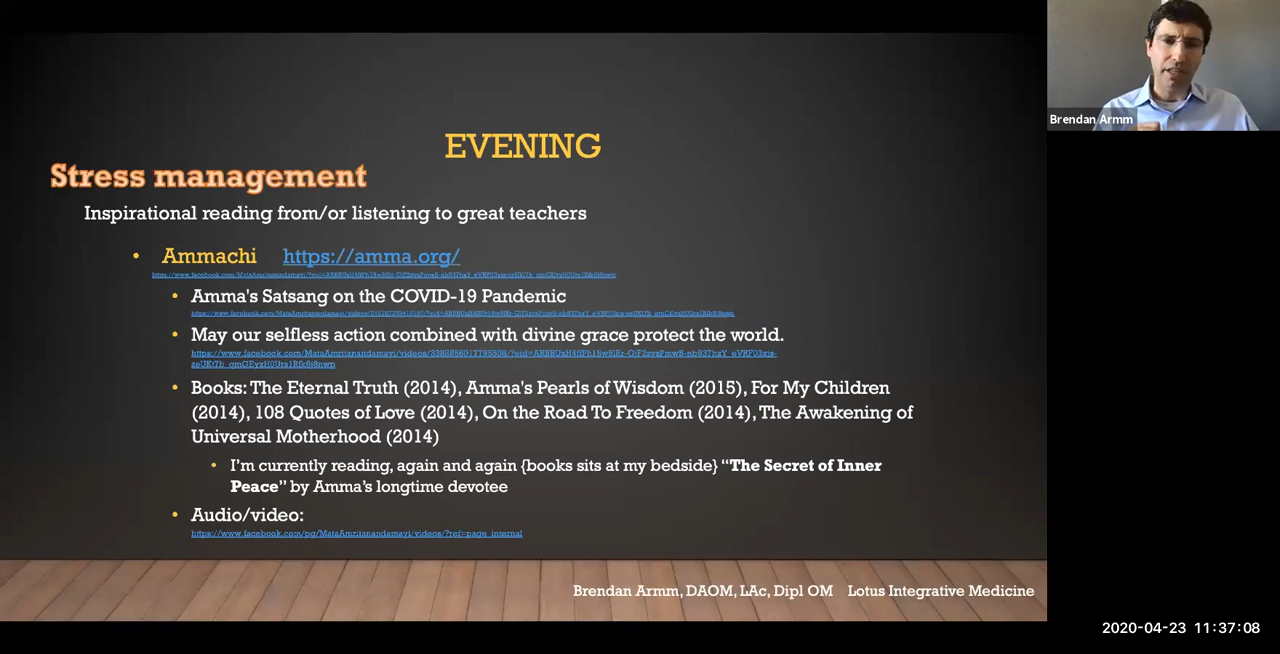 Brendan Armm
EVENING
Stress management
Inspirational reading from/or listening to great teachers
• Ammachi https://amma.org/
• Amma's Satsang on the COVID-19 Pandemic
• May our selfless action combined with divine grace protect the world.
• Books: The Eternal Truth (2014), Amma's Pearls of Wisdom (2015), For My Children
(2014), 108 Quotes of Love (2014), On the Road To Freedom (2014), The Awakening of
Universal Motherhood (2014)
• I'm currently reading, again and again {books sits at my bedside} “The Secret of Inner
Peace” by Amma's longtime devotee
• Audio/video:
https://www.facebook.com/pg/MataAmritanandamayi/videos/?ref=page_internal
Brendan Armm, DAOM, LAc, Dipl OM Lotus Integrative Medicine
2020-04-23 11:37:08